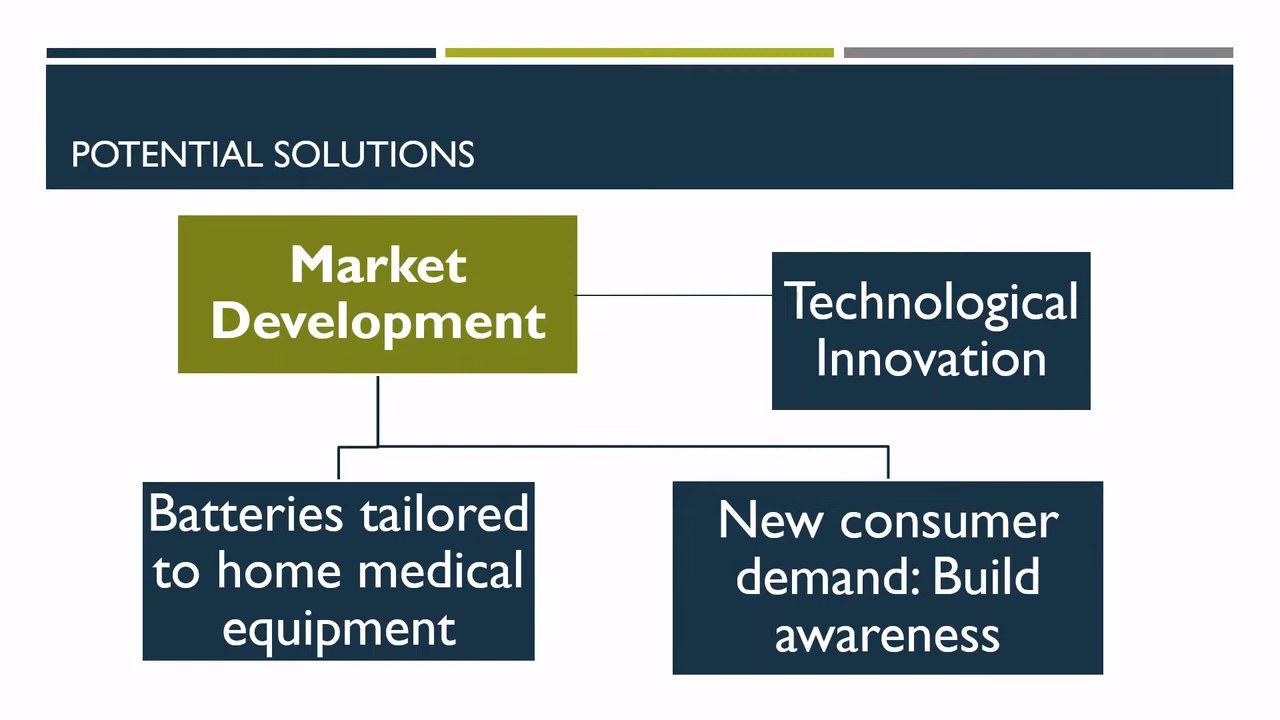 POTENTIAL SOLUTIONS
Market
Development
Technological
Innovation
Batteries tailored
to home medical
equipment
New consumer
demand: Build
awareness